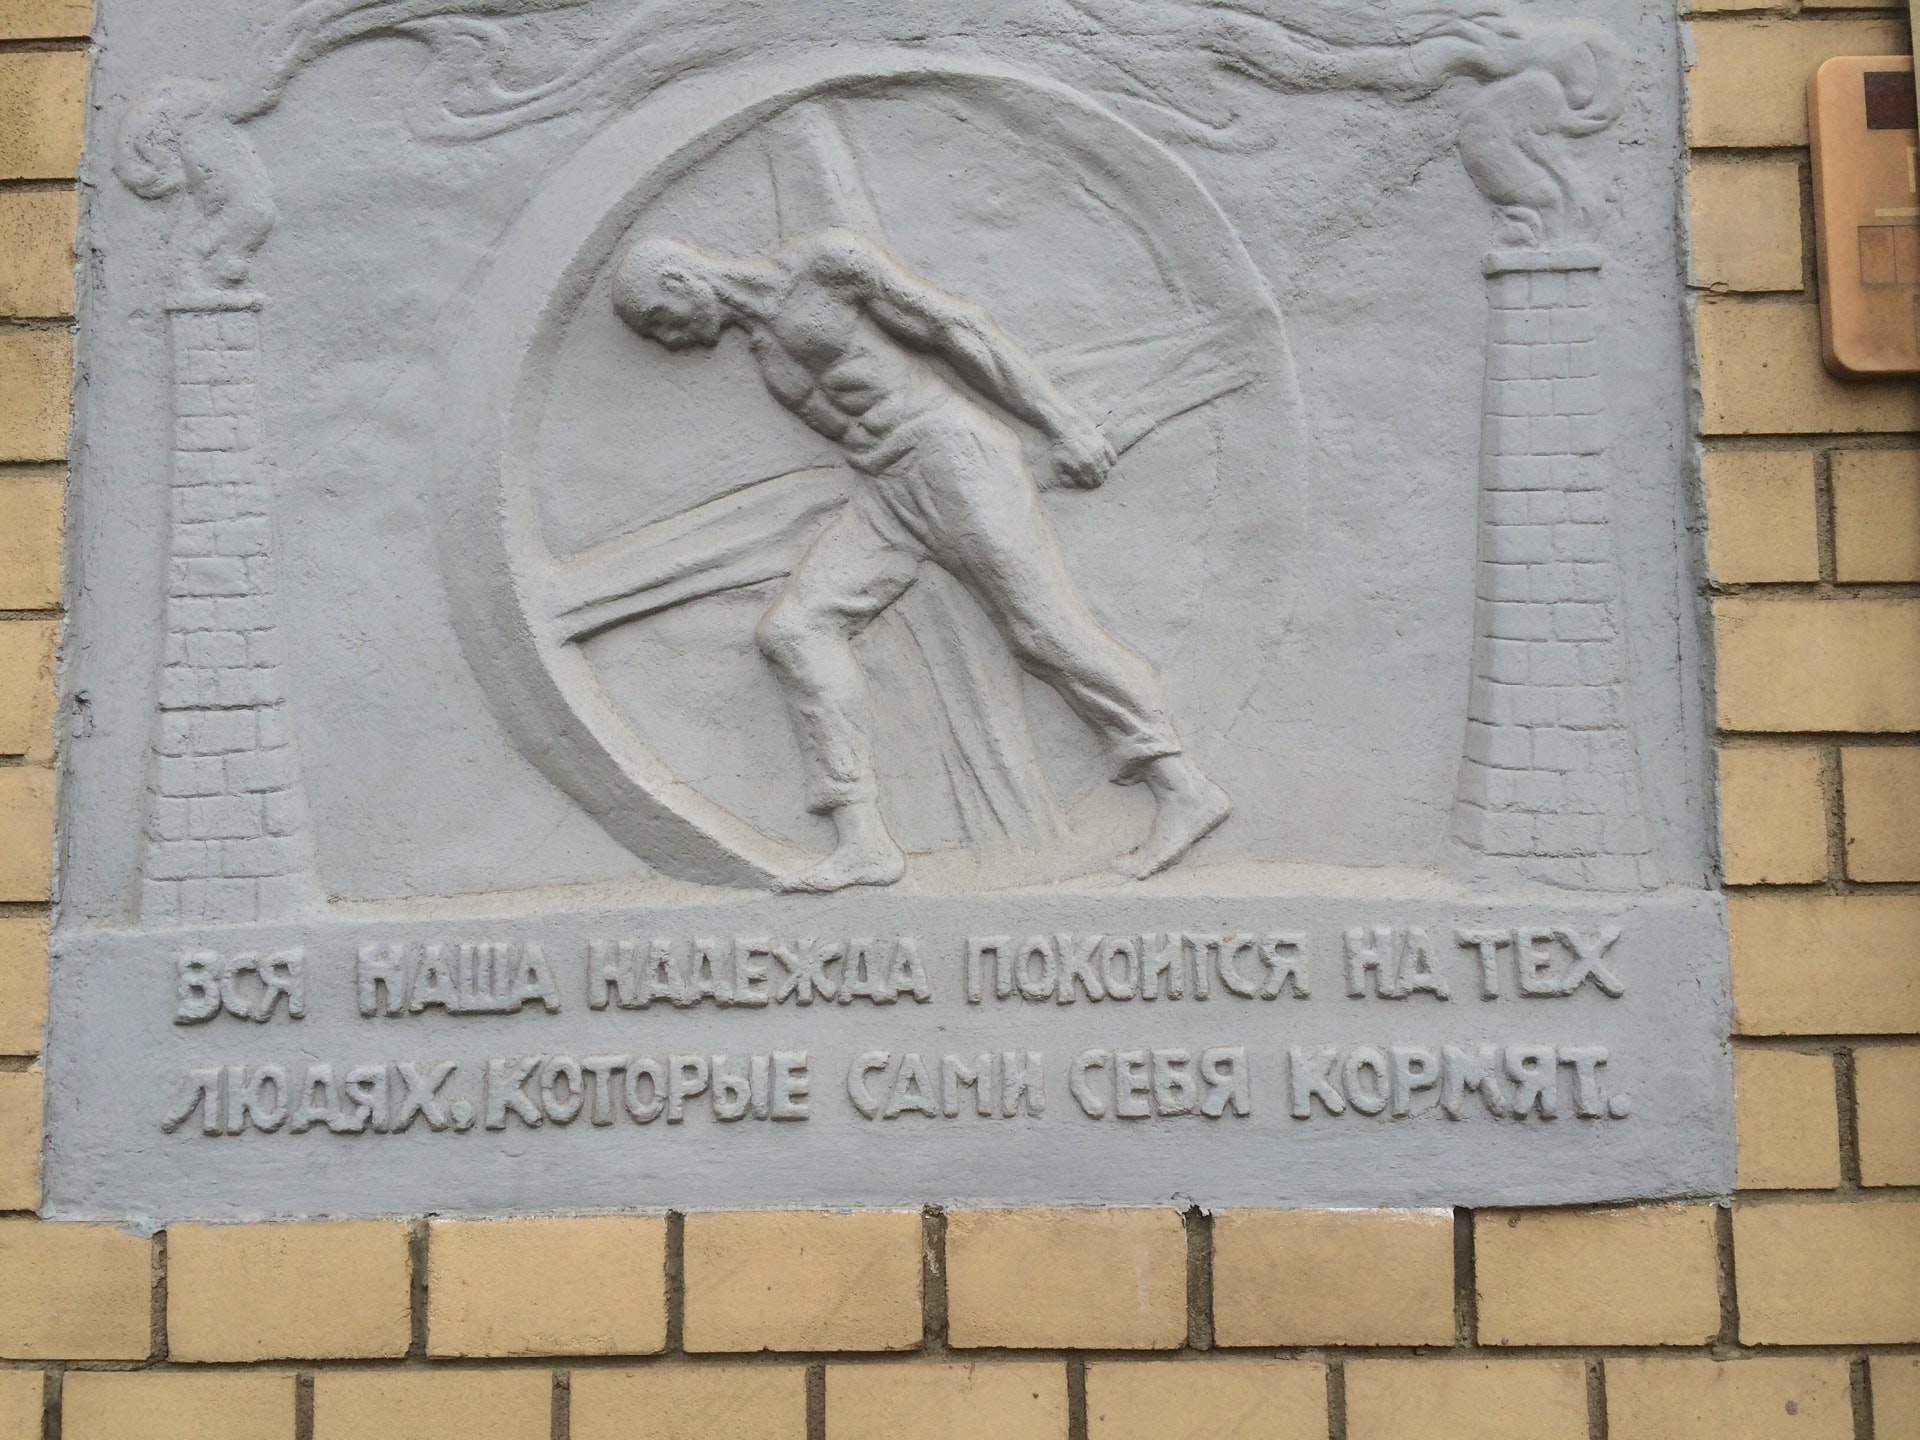 ВСЯ НАША НАДЕЖДА ПОКОИТСЯ НА ТЕХ
ЛЮДЯХ, КОТОРЫЕ САМИ СЕБЯ КОРМЯТ.